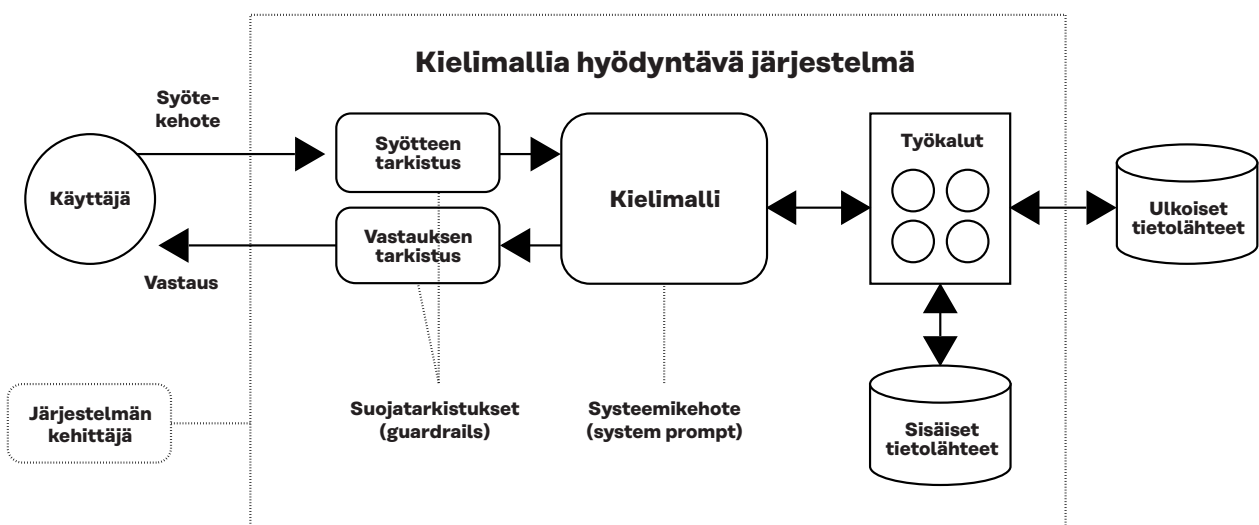 Kielimallia hyödyntävä järjestelmä
Syöte-
kehote
Käyttäjä
Syötteen
tarkistus
Vastauksen
tarkistus
Vastaus
Kielimalli
Työkalut
Ulkoiset
tietolähteet
Järjestelmän
kehittäjä
Suojatarkistukset
(guardrails)
Systeemikehote
(system prompt)
Sisäiset
tietolähteet